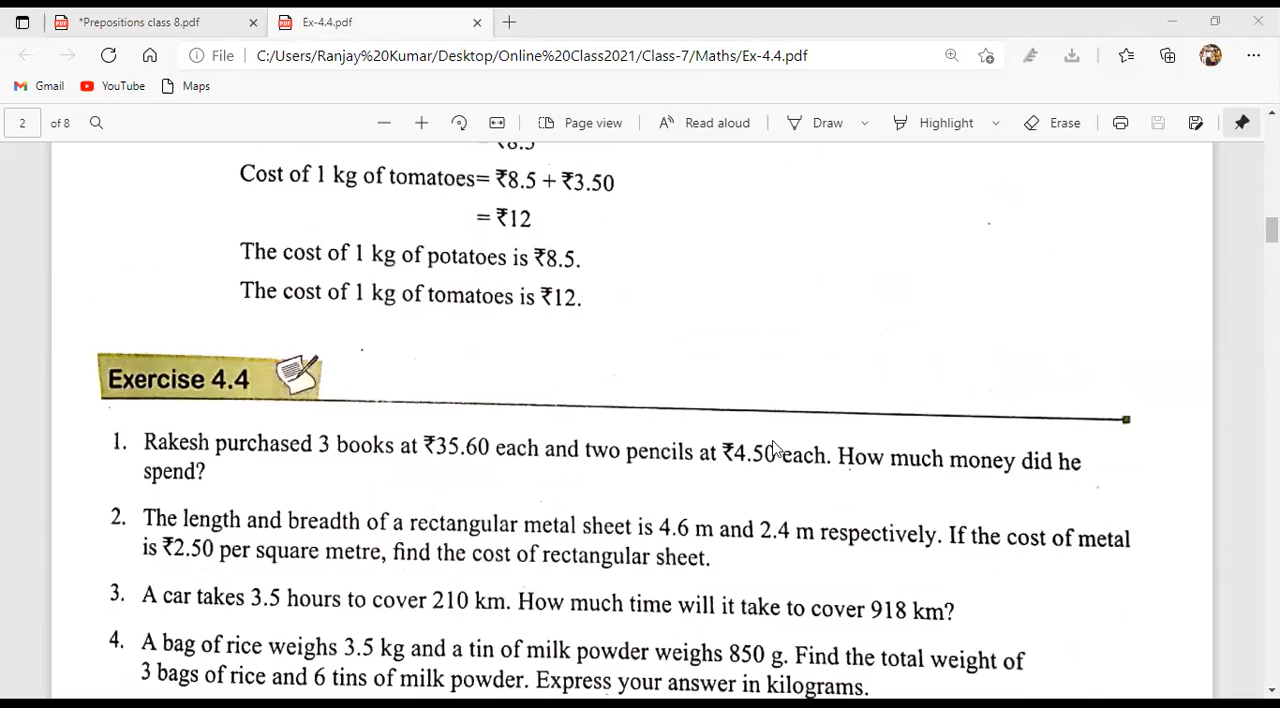 *Prepositions class 8.pdf
Ex-4.4.pdf
File
C:/Users/Ranjay%20Kumar/Desktop/Online%20Class2021/Class-7/Maths/Ex-4.4.pdf
Gmail YouTube Maps
2 of 8
Page view
Read aloud
Draw
Highlight
Erase
Cost of 1 kg of tomatoes= ₹8.5 + ₹3.50
= ₹12
The cost of 1 kg of potatoes is ₹8.5.
The cost of 1 kg of tomatoes is ₹12.
Exercise 4.4
1. Rakesh purchased 3 books at ₹35.60 each and two pencils at ₹4.50 each. How much money did he
spend?
2. The length and breadth of a rectangular metal sheet is 4.6 m and 2.4 m respectively. If the cost of metal
is ₹2.50 per square metre, find the cost of rectangular sheet.
3. A car takes 3.5 hours to cover 210 km. How much time will it take to cover 918 km?
4. A bag of rice weighs 3.5 kg and a tin of milk powder weighs 850 g. Find the total weight of
3 bags of rice and 6 tins of milk powder. Express your answer in kilograms.